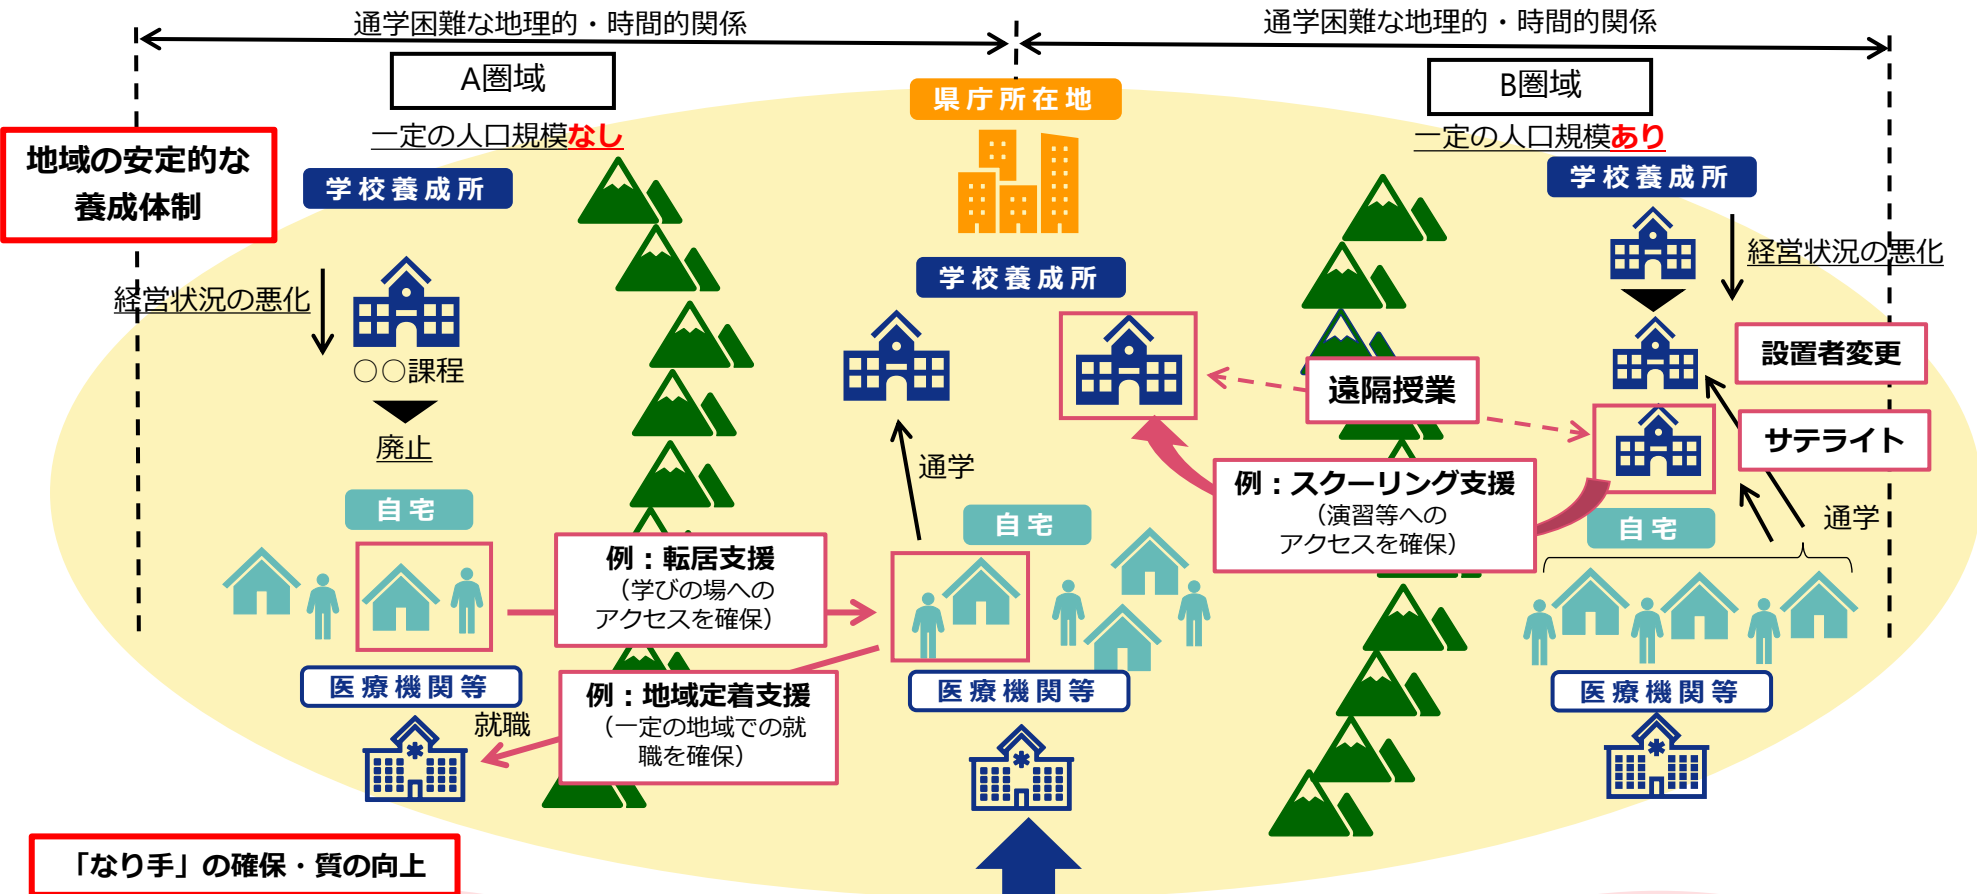 通学困難な地理的・時間的関係
通学困難な地理的・時間的関係
A圏域
一定の人口規模なし
県庁所在地
B圏域
一定の人口規模あり
地域の安定的な
養成体制
学校養成所
学校養成所
学校養成所
経営状況の悪化
経営状況の悪化
○○課程
廃止
設置者変更
遠隔授業
サテライト
通学
例：スクーリング支援
（演習等への
アクセスを確保）
通学
自宅
自宅
自宅
例：転居支援
（学びの場への
アクセスを確保）
医療機関等
医療機関等
医療機関等
就職
例：地域定着支援
（一定の地域での就
職を確保）
「なり手」の確保・質の向上